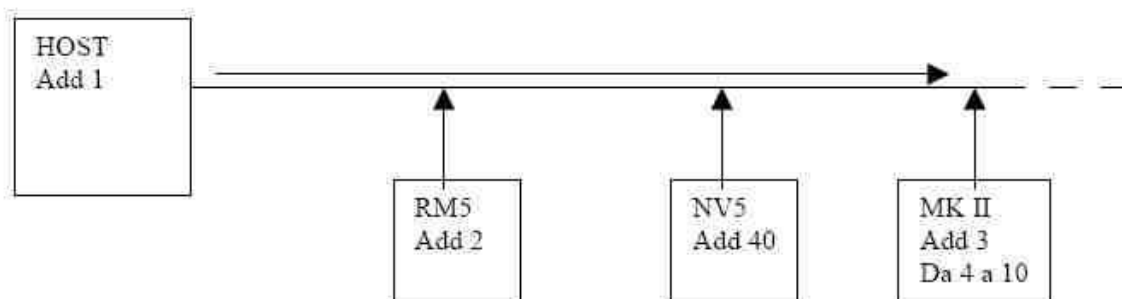 HOST
Add 1
RM5
Add 2
NV5
Add 40
MK II
Add 3
Da 4 a 10